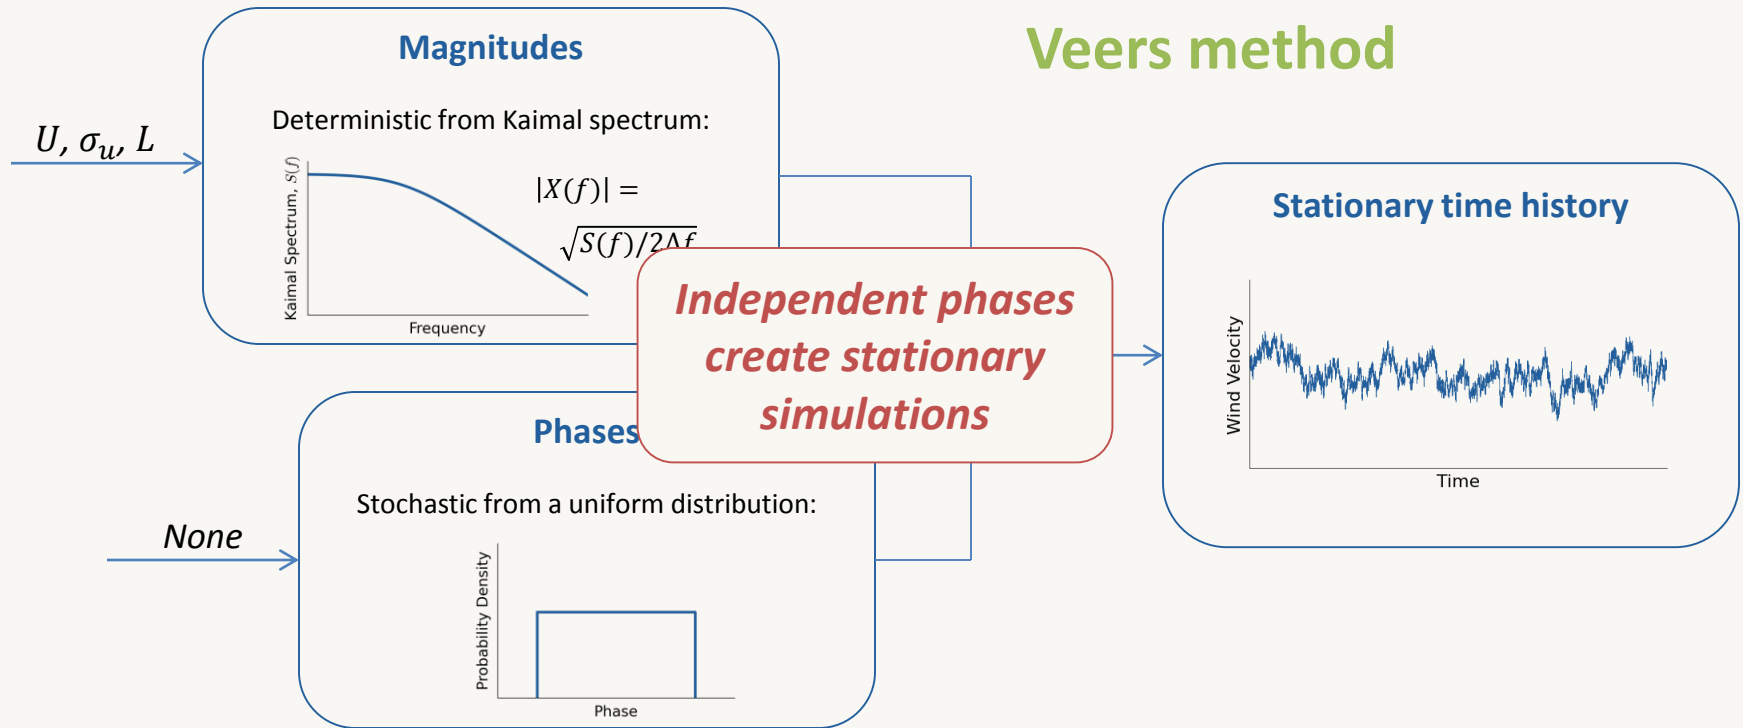 Veers method
Magnitudes
U, σᵤ, L
Deterministic from Kaimal spectrum:
Kaimal Spectrum, S(f)
Frequency
|X(f)| =
√S(f)/2Δf
Independent phases
create stationary
simulations
Phases
None
Stochastic from a uniform distribution:
Probability Density
Phase
Stationary time history
Wind Velocity
Time